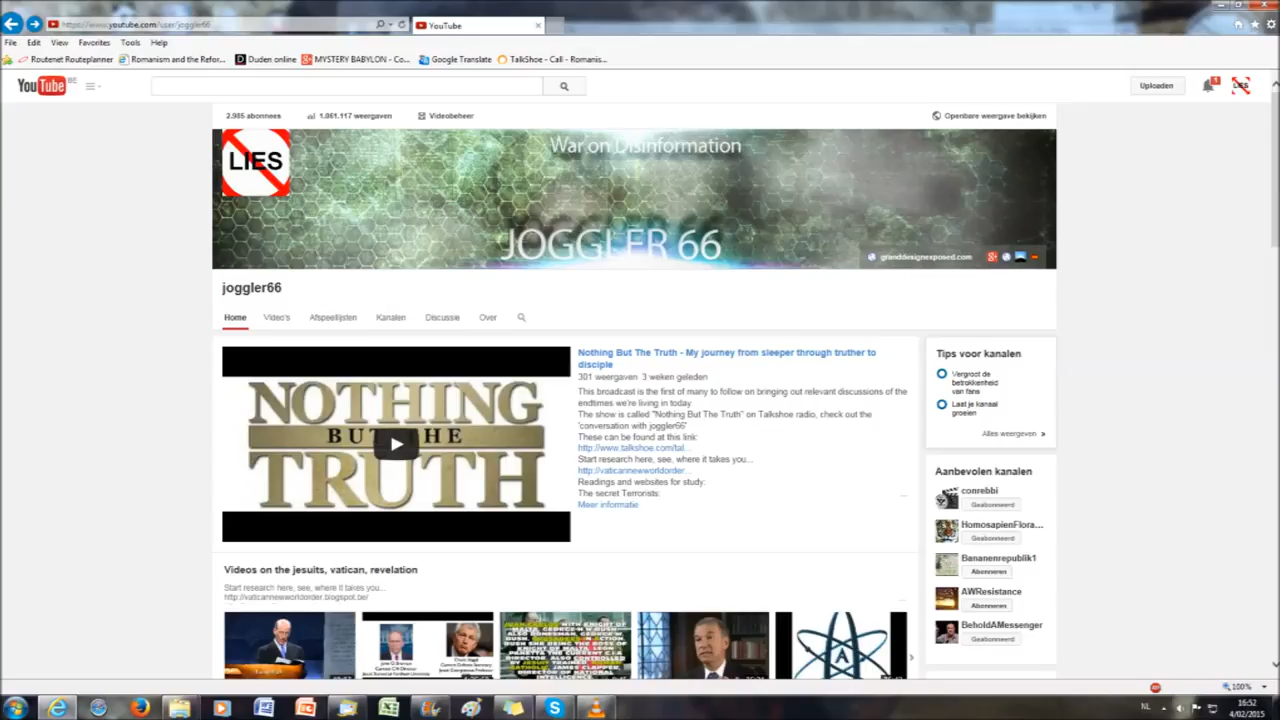 https://www.youtube.com/user/joggler66
YouTube
File Edit View Favorites Tools Help
Routenet Routeplanner
Romanism and the Refor...
Duden online
MYSTERY BABYLON - Co...
Google Translate
TalkShoe - Call - Romanis...
YouTube BE
Uploaden
1
LIES
2.985 abonnees
1.061.117 weergaven
Videobeheer
Openbare weergave bekijken
LIES
War on Disinformation
JOGGLER 66
granddesignexposed.com
joggler66
Home Video's Afspeellijsten Kanalen Discussie Over
NOTHING
BUT THE
TRUTH
Nothing But The Truth - My journey from sleeper through truther to
disciple
301 weergaven 3 weken geleden
This broadcast is the first of many to follow on bringing out relevant discussions of the
endtimes we're living in today.
The show is called "Nothing But The Truth" on Talkshoe radio, check out the
'conversation with joggler66"
These can be found at this link:
http://www.talkshoe.com/tal...
Start research here, see, where it takes you...
http://vaticannewworldorder...
Readings and websites for study:
The secret Terrorists:
Meer informatie
Tips voor kanalen
Vergroot de
betrokkenheid
van fans
Laat je kanaal
groeien
Alles weergeven »
Aanbevolen kanalen
conrebbi
Geabonneerd
HomosapienFlora...
Geabonneerd
Bananenrepublik1
Abonneren
AWResistance
Abonneren
BeholdAMessenger
Geabonneerd
Videos on the jesuits, vatican, revelation
Start research here, see, where it takes you...
http://vaticannewworldorder.blogspot.be/
100%
NL
16:52
4/02/2015